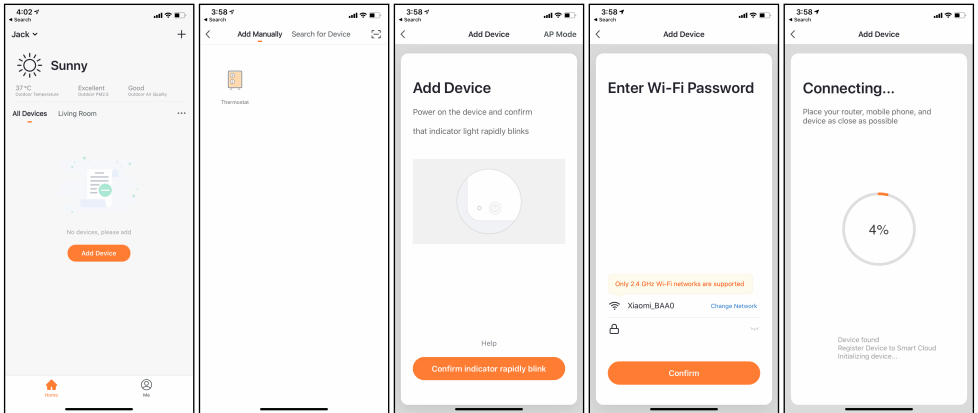 4:02
Search
Jack
Sunny
37°C
Outdoor Temperature
Excellent
Outdoor PM2.5
Good
Outdoor Air Quality
All Devices
Living Room
No devices, please add
Add Device
Home
Me
3:58
Search
Add Manually
Search for Device
Thermostat
3:58
Search
Add Device
AP Mode
Add Device
Power on the device and confirm
that indicator light rapidly blinks
Help
Confirm indicator rapidly blink
3:58
Search
Add Device
Enter Wi-Fi Password
Only 2.4 GHz Wi-Fi networks are supported
Xiaomi_BAA0
Change Network
Confirm
3:58
Search
Add Device
Connecting...
Place your router, mobile phone, and
device as close as possible
4%
Device found
Register Device to Smart Cloud
Initializing device...